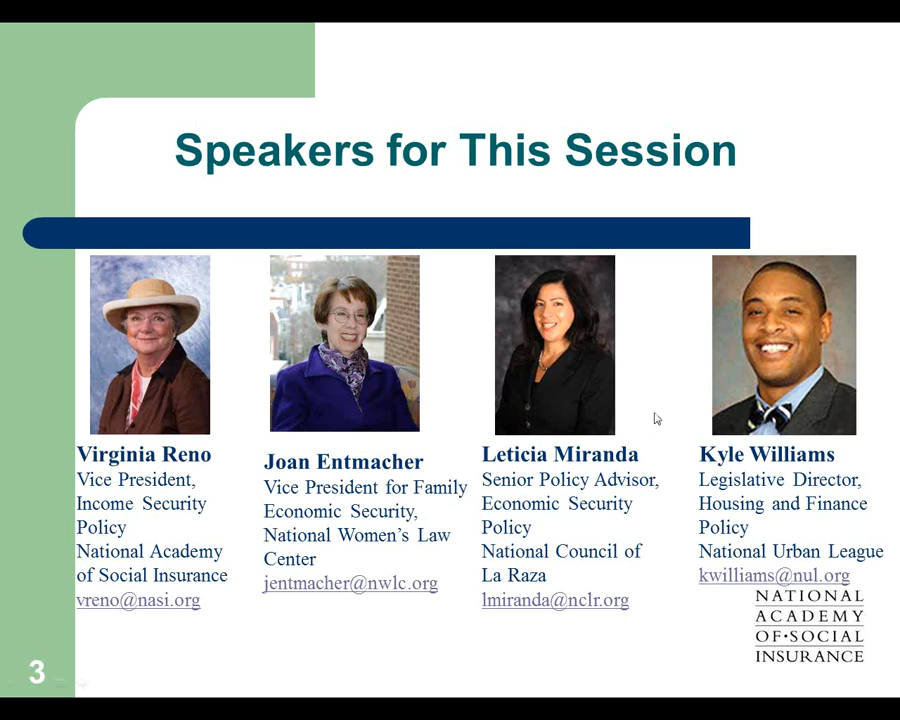 Speakers for This Session
Virginia Reno
Vice President,
Income Security
Policy
National Academy
of Social Insurance
vreno@nasi.org
Joan Entmacher
Vice President for Family
Economic Security,
National Women's Law
Center
jentmacher@nwlc.org
Leticia Miranda
Senior Policy Advisor,
Economic Security
Policy
National Council of
La Raza
lmiranda@nclr.org
Kyle Williams
Legislative Director,
Housing and Finance
Policy
National Urban League
kwilliams@nul.org
NATIONAL
ACADEMY
OF·SOCIAL
INSURANCE
3